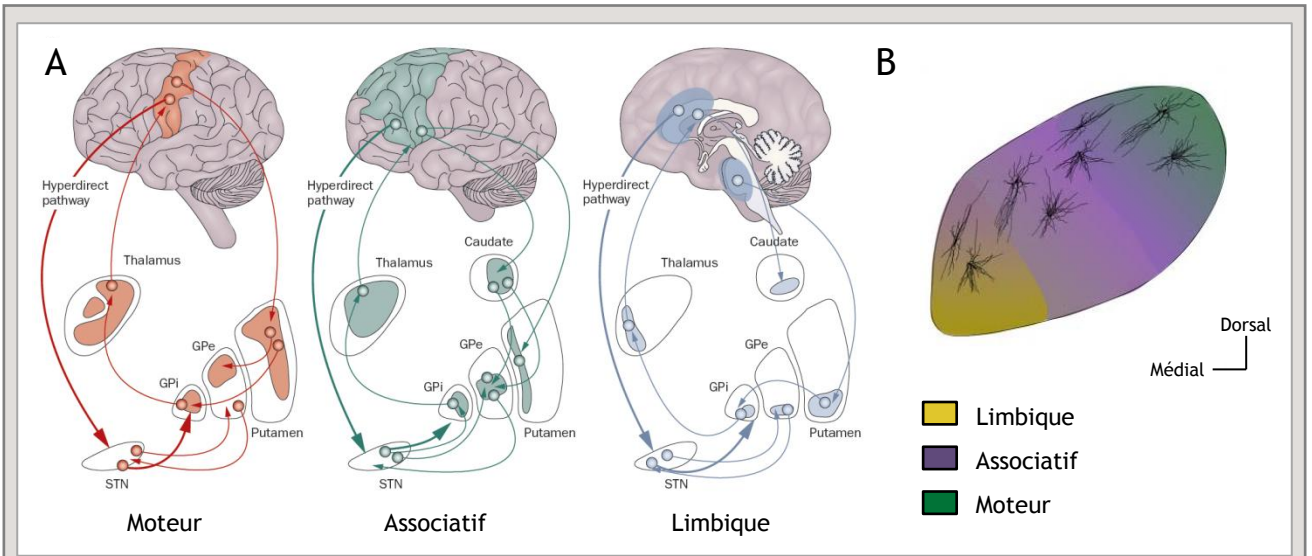 A
Hyperdirect
pathway
Thalamus
GPe
GPi
Putamen
STN
Moteur
Hyperdirect
pathway
Caudate
Thalamus
GPe
GPi
Putamen
STN
Associatif
Hyperdirect
pathway
Caudate
Thalamus
GPe
GPi
Putamen
STN
Limbique
B
Dorsal
Médial
Limbique
Associatif
Moteur